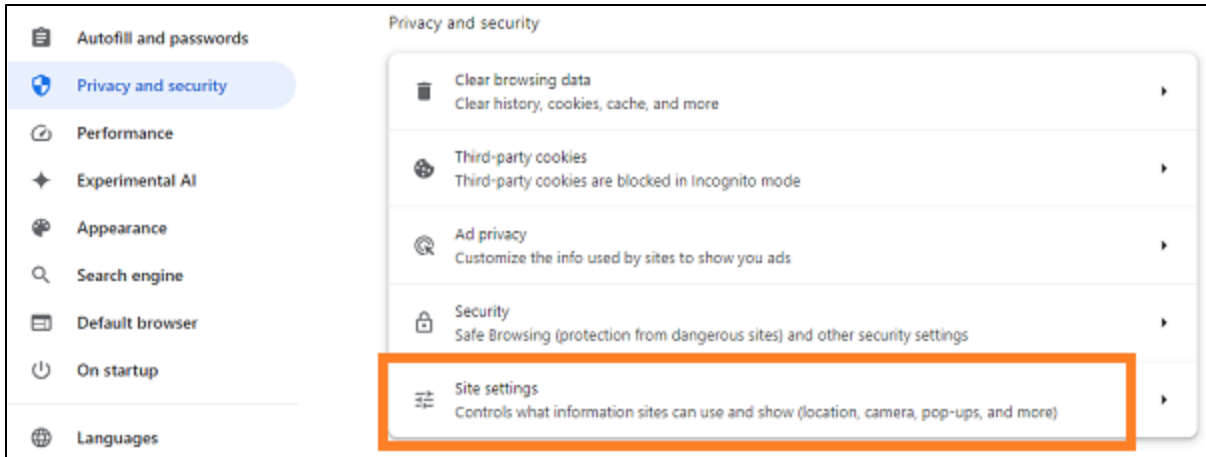 Autofill and passwords
Privacy and security
Performance
Experimental AI
Appearance
Search engine
Default browser
On startup
Languages
Privacy and security
Clear browsing data
Clear history, cookies, cache, and more
Third-party cookies
Third-party cookies are blocked in Incognito mode
Ad privacy
Customize the info used by sites to show you ads
Security
Safe Browsing (protection from dangerous sites) and other security settings
Site settings
Controls what information sites can use and show (location, camera, pop-ups, and more)